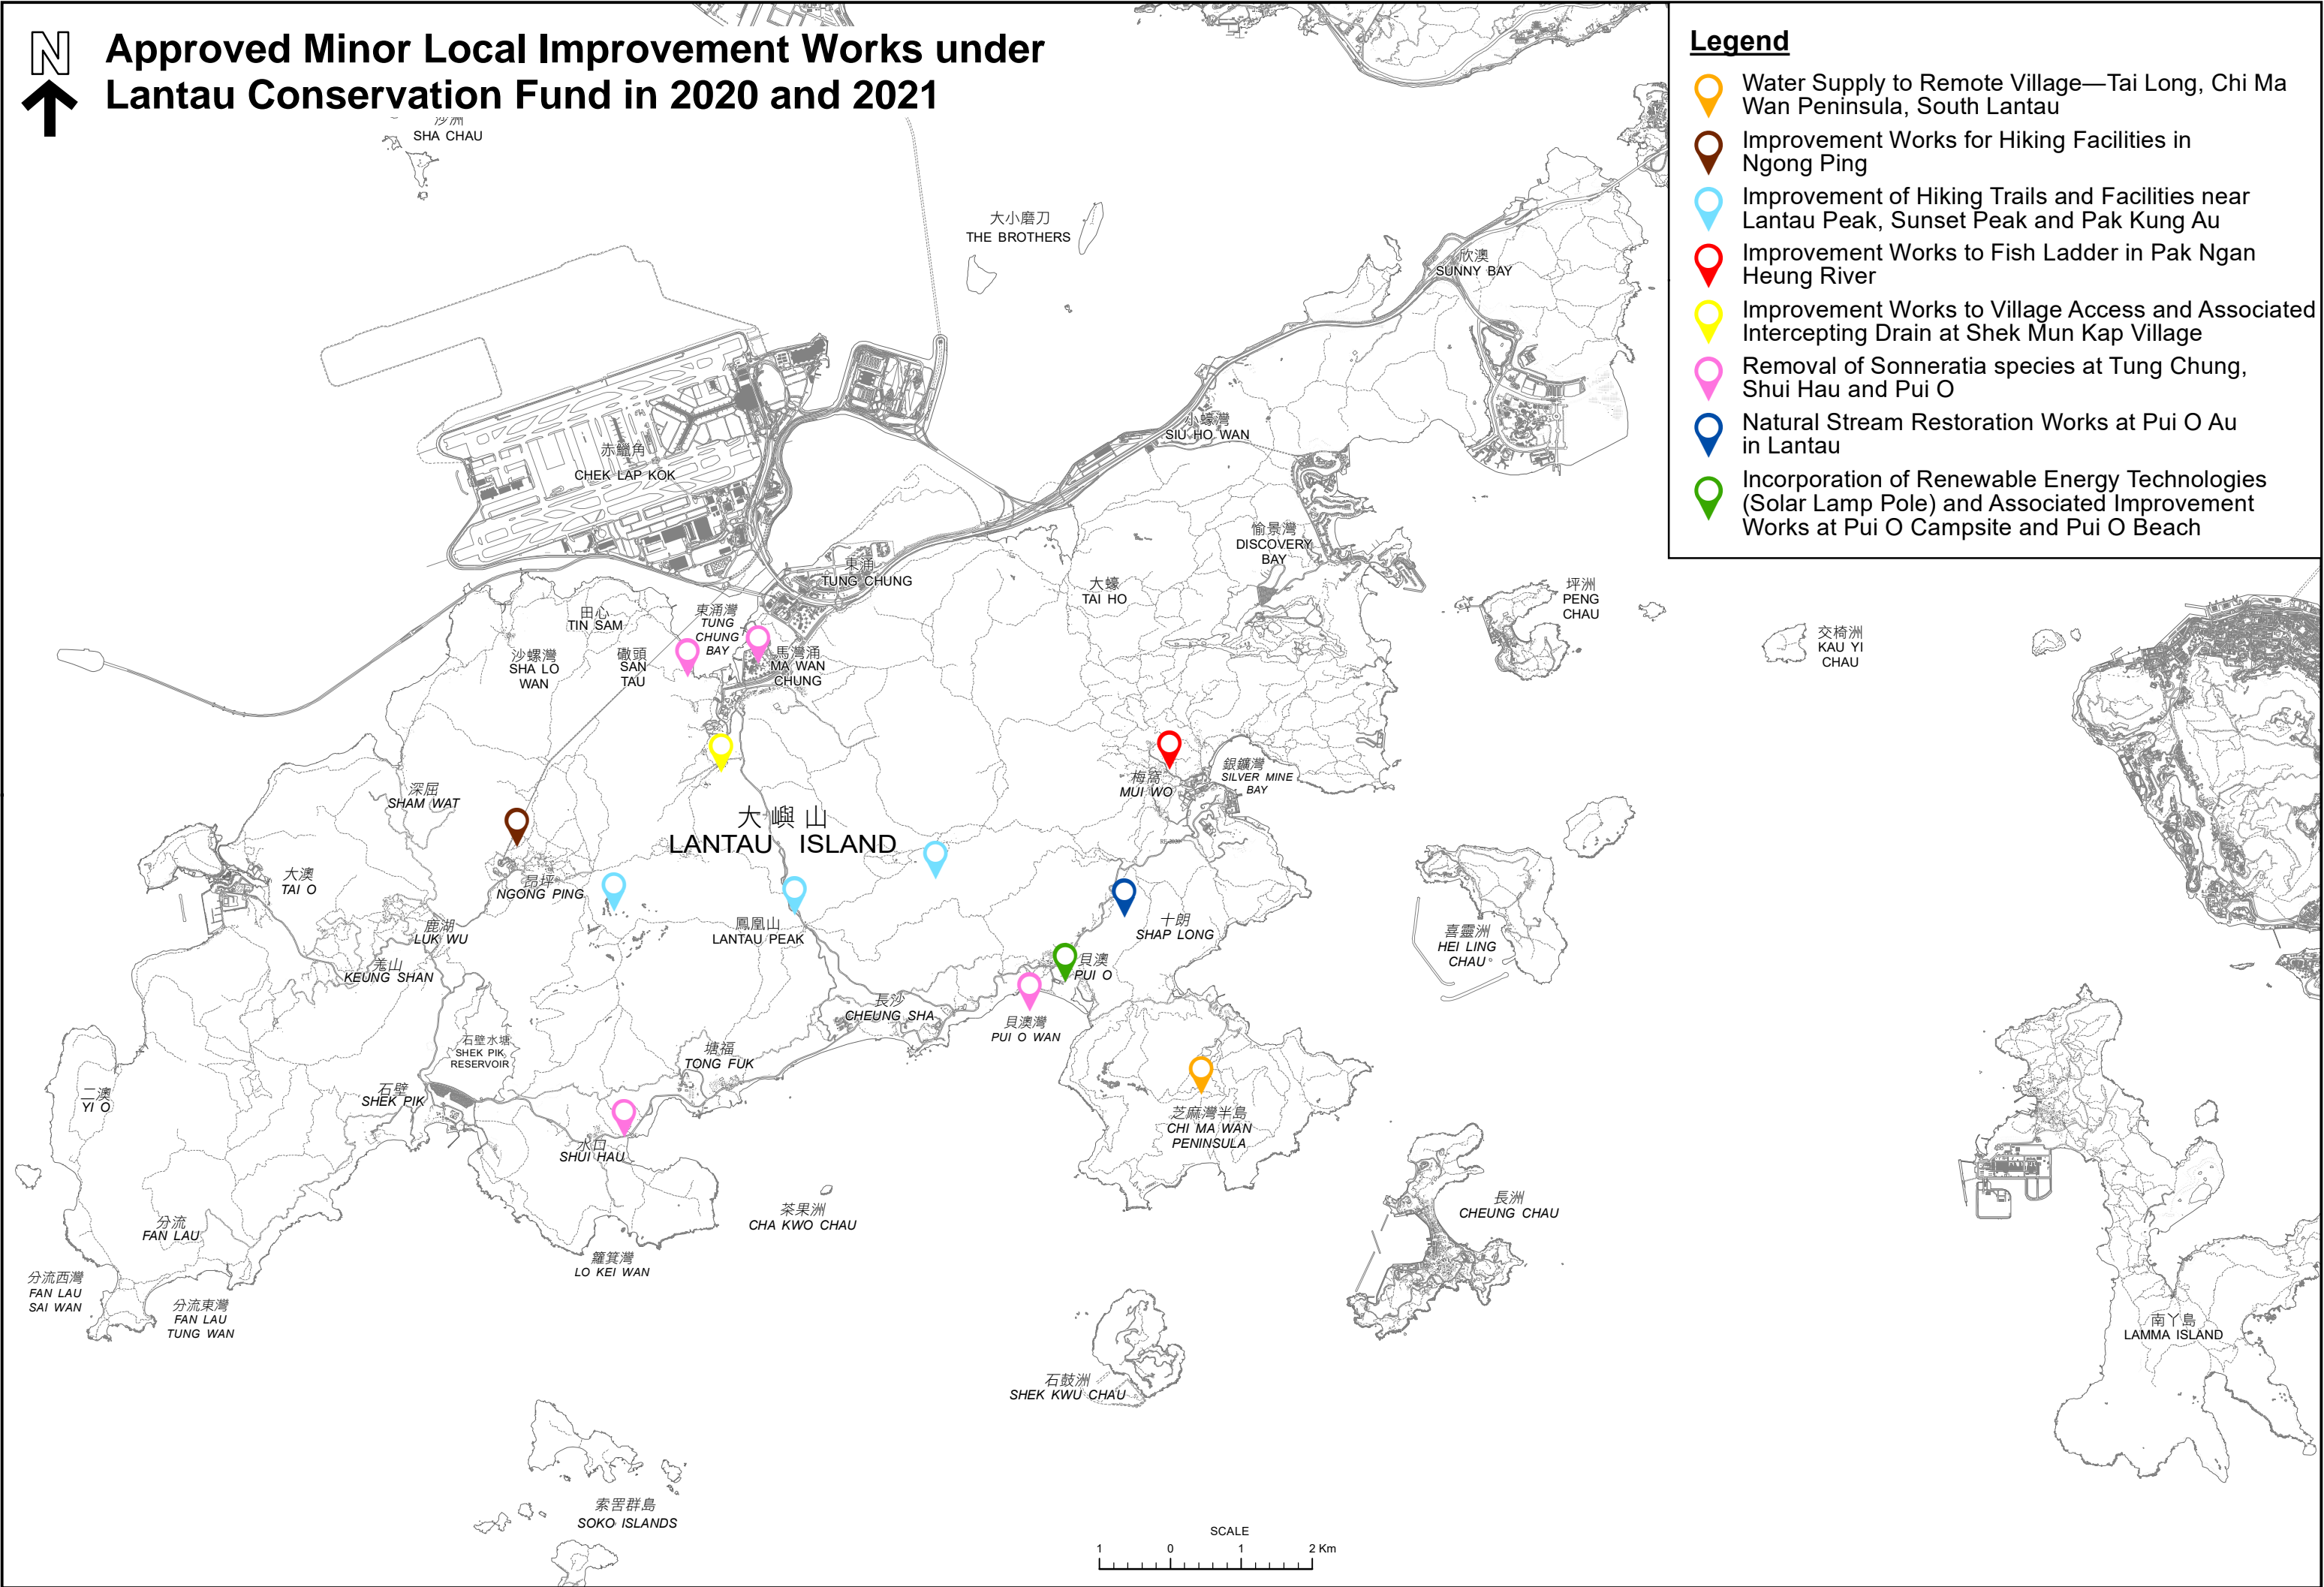 N
Approved Minor Local Improvement Works under
Lantau Conservation Fund in 2020 and 2021
Legend
Water Supply to Remote Village—Tai Long, Chi Ma
Wan Peninsula, South Lantau
Improvement Works for Hiking Facilities in
Ngong Ping
Improvement of Hiking Trails and Facilities near
Lantau Peak, Sunset Peak and Pak Kung Au
Improvement Works to Fish Ladder in Pak Ngan
Heung River
Improvement Works to Village Access and Associated
Intercepting Drain at Shek Mun Kap Village
Removal of Sonneratia species at Tung Chung,
Shui Hau and Pui O
Natural Stream Restoration Works at Pui O Au
in Lantau
Incorporation of Renewable Energy Technologies
(Solar Lamp Pole) and Associated Improvement
Works at Pui O Campsite and Pui O Beach
沙洲
SHA CHAU
大小磨刀
THE BROTHERS
欣澳
SUNNY BAY
小蠔灣
SIU HO WAN
赤鱲角
CHEK LAP KOK
愉景灣
DISCOVERY
BAY
東涌
TUNG CHUNG
大蠔
TAI HO
坪洲
PENG
CHAU
交椅洲
KAU YI
CHAU
田心
TIN SAM
東涌灣
TUNG
CHUNG
BAY
沙螺灣
SHA LO
WAN
䃟頭
SAN
TAU
馬灣涌
MA WAN
CHUNG
深屈
SHAM WAT
梅窩
MUI WO
銀鑛灣
SILVER MINE
BAY
大嶼山
LANTAU ISLAND
大澳
TAI O
昂坪
NGONG PING
鳳凰山
LANTAU PEAK
十朗
SHAP LONG
鹿湖
LUK WU
羗山
KEUNG SHAN
喜靈洲
HEI LING
CHAU
貝澳
PUI O
長沙
CHEUNG SHA
貝澳灣
PUI O WAN
石壁水塘
SHEK PIK
RESERVOIR
塘福
TONG FUK
二澳
YI O
石壁
SHEK PIK
芝麻灣半島
CHI MA WAN
PENINSULA
水口
SHUI HAU
茶果洲
CHA KWO CHAU
長洲
CHEUNG CHAU
分流
FAN LAU
籮箕灣
LO KEI WAN
分流西灣
FAN LAU
SAI WAN
分流東灣
FAN LAU
TUNG WAN
南丫島
LAMMA ISLAND
石鼓洲
SHEK KWU CHAU
索罟群島
SOKO ISLANDS
SCALE
1 0 1 2 Km